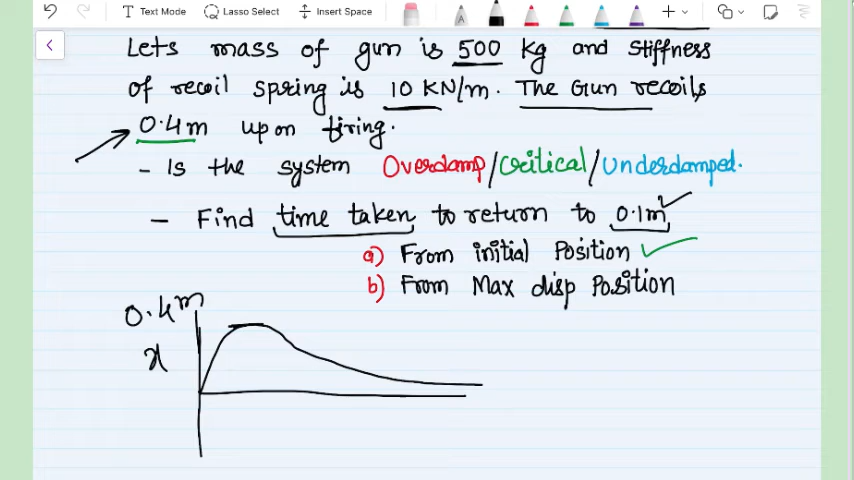 Text Mode Lasso Select Insert Space
Lets mass of gun is 500 kg and stiffness
of recoil spring is 10 KN/m. The Gun recoils
0.4m upon firing.
- Is the system Overdamp/Critical/Underdamped.
- Find time taken to return to 0.1m
a) From initial Position
b) From Max disp Position
0.4m
x